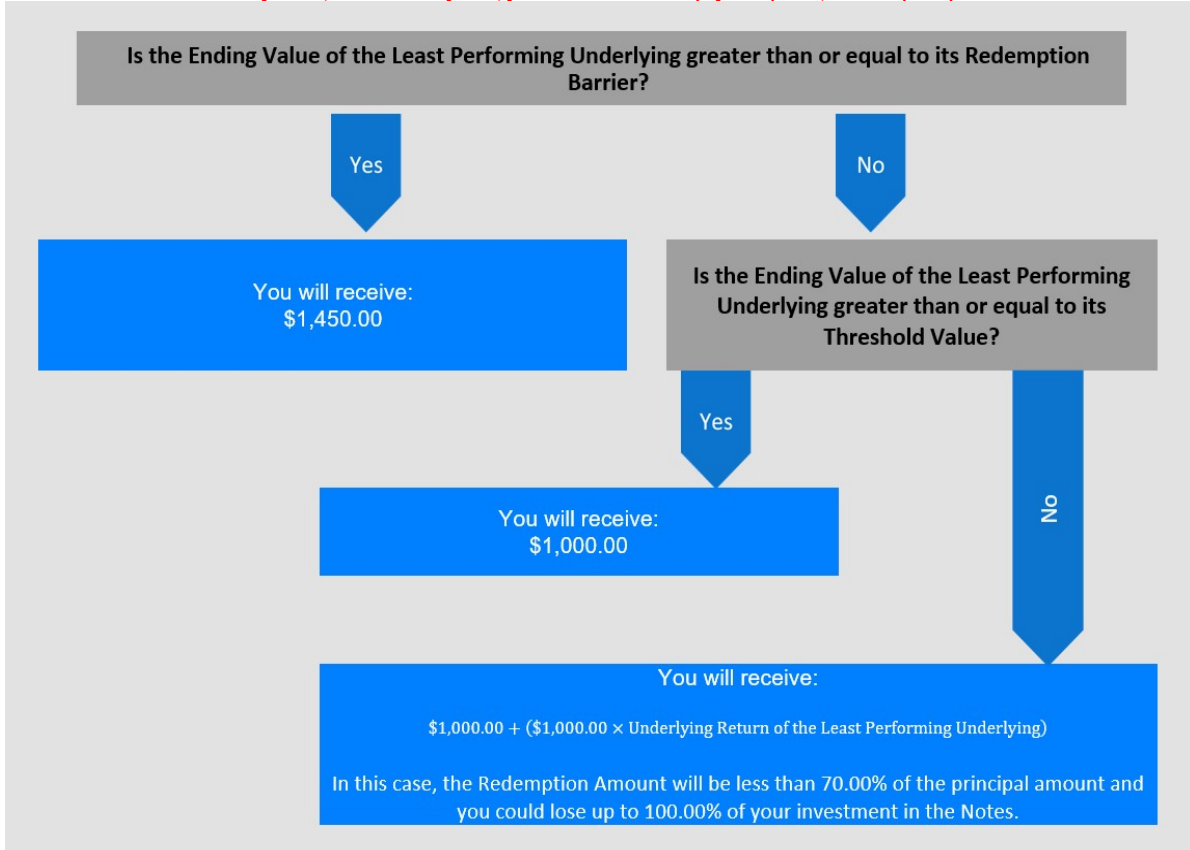 Is the Ending Value of the Least Performing Underlying greater than or equal to its Redemption
Barrier?
Yes
No
You will receive:
$1,450.00
Is the Ending Value of the Least Performing
Underlying greater than or equal to its
Threshold Value?
Yes
No
You will receive:
$1,000.00
You will receive:
$1,000.00 + ($1,000.00 × Underlying Return of the Least Performing Underlying)
In this case, the Redemption Amount will be less than 70.00% of the principal amount and
you could lose up to 100.00% of your investment in the Notes.